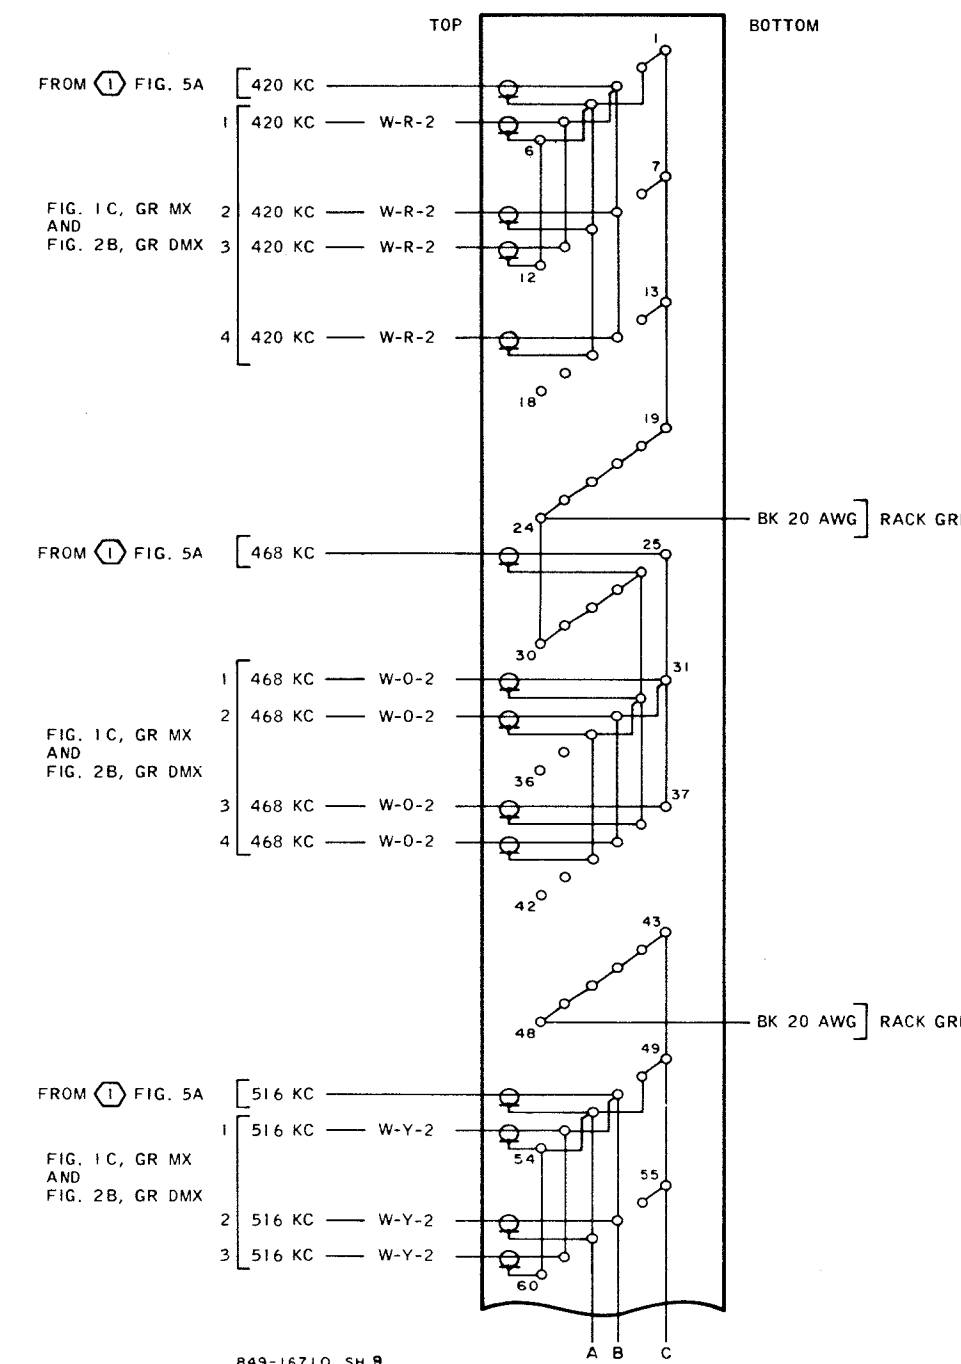 TOP BOTTOM
1
FROM 1 FIG. 5A 420 KC
1 420 KC W-R-2
6
7
FIG. 1C, GR MX
AND
FIG. 2B, GR DMX
2 420 KC W-R-2
3 420 KC W-R-2
12
13
4 420 KC W-R-2
18
19
24 BK 20 AWG RACK GR
FROM 1 FIG. 5A 468 KC
25
30
31
1 468 KC W-O-2
2 468 KC W-O-2
FIG. 1C, GR MX
AND
FIG. 2B, GR DMX
36
37
3 468 KC W-O-2
4 468 KC W-O-2
42
43
48 BK 20 AWG RACK GR
49
FROM 1 FIG. 5A 516 KC
1 516 KC W-Y-2
54
FIG. 1C, GR MX
AND
FIG. 2B, GR DMX
55
2 516 KC W-Y-2
3 516 KC W-Y-2
60
A B C
849-16710 SH 9